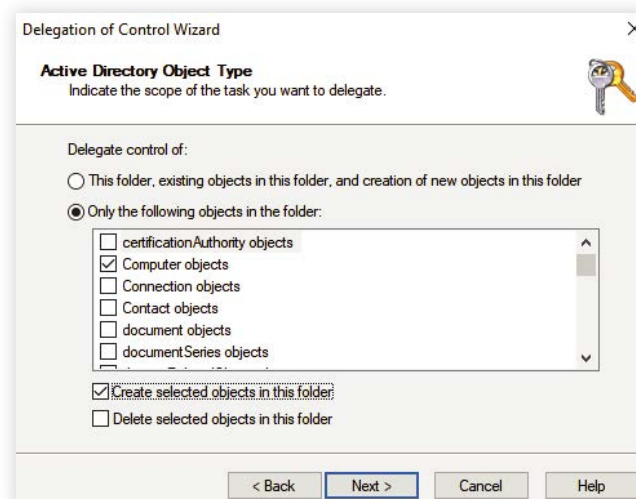 Delegation of Control Wizard
Active Directory Object Type
Indicate the scope of the task you want to delegate.
Delegate control of:
This folder, existing objects in this folder, and creation of new objects in this folder
Only the following objects in the folder:
certificationAuthority objects
Computer objects
Connection objects
Contact objects
document objects
documentSeries objects
Create selected objects in this folder
Delete selected objects in this folder
< Back Next > Cancel Help